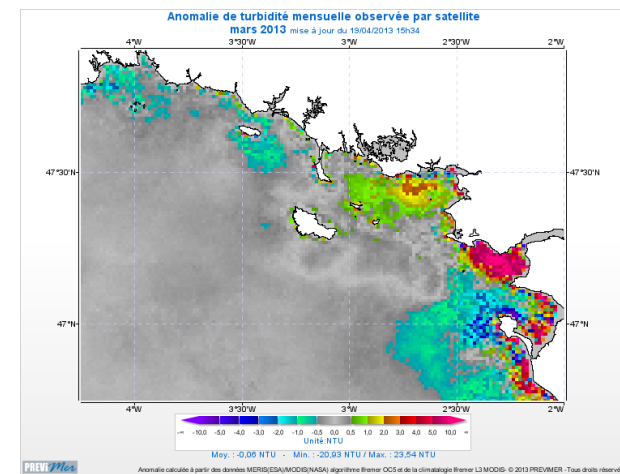 Anomalie de turbidité mensuelle observée par satellite
mars 2013 mise à jour du 19/04/2013 15h34
4°W 3°30'W 3°W 2°30'W 2°W
47°30'N 47°30'N
47°N 47°N
4°W 3°30'W 3°W 2°30'W 2°W
-∞ -10,0 -5,0 -4,0 -3,0 -2,0 -1,0 -0,5 0,0 0,5 1,0 2,0 3,0 4,0 5,0 10,0 ∞
Unité:NTU
Moy. : -0,06 NTU - Min. : -20,93 NTU / Max. : 23,54 NTU
PREViMer
Anomalie calculée à partir des données MERIS(ESA)/MODIS(NASA) algorithme Ifremer OC5 et de la climatologie Ifremer L3 MODIS- © 2013 PREVIMER -Tous droits réservé